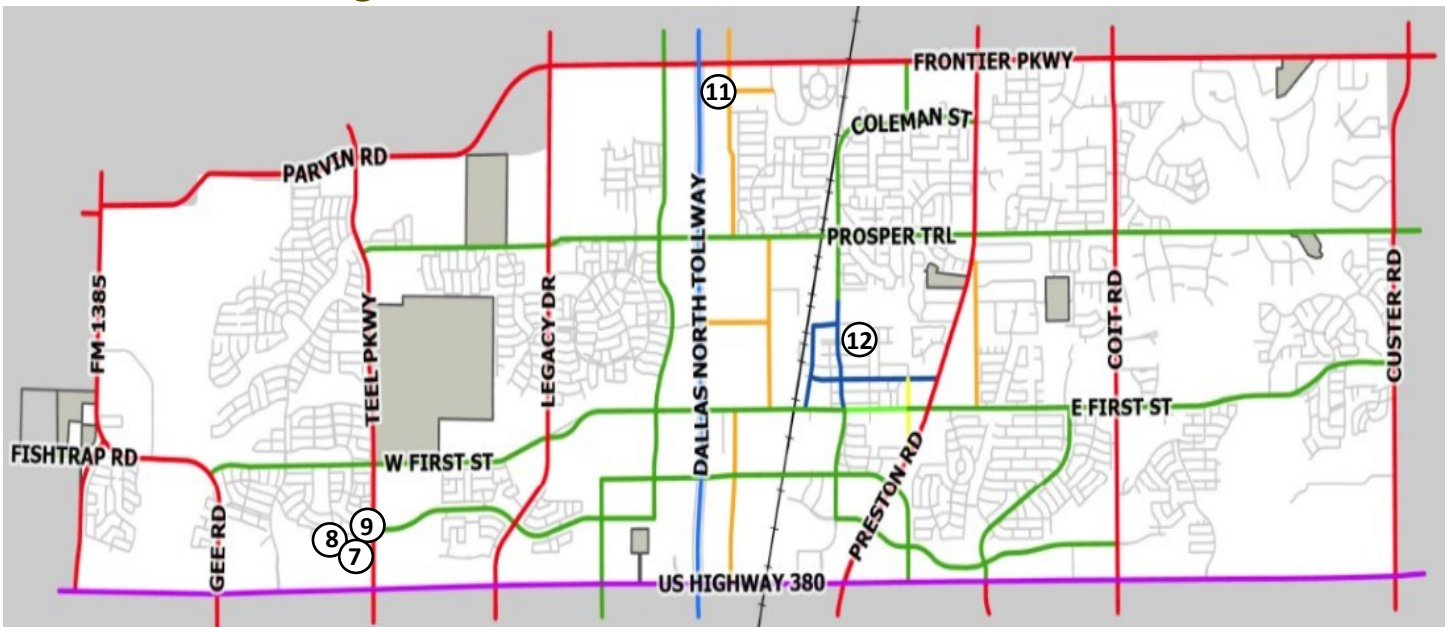 11
FRONTIER PKWY
COLEMAN ST
PARVIN RD
PROSPER TRL
DALLAS NORTH TOLLWAY
FM 1385
TEEL PKWY
LEGACY DR
COIT RD
CUSTER RD
12
E FIRST ST
FISHTRAP RD
W FIRST ST
PRESTON RD
GEE RD
9
8
7
US HIGHWAY 380